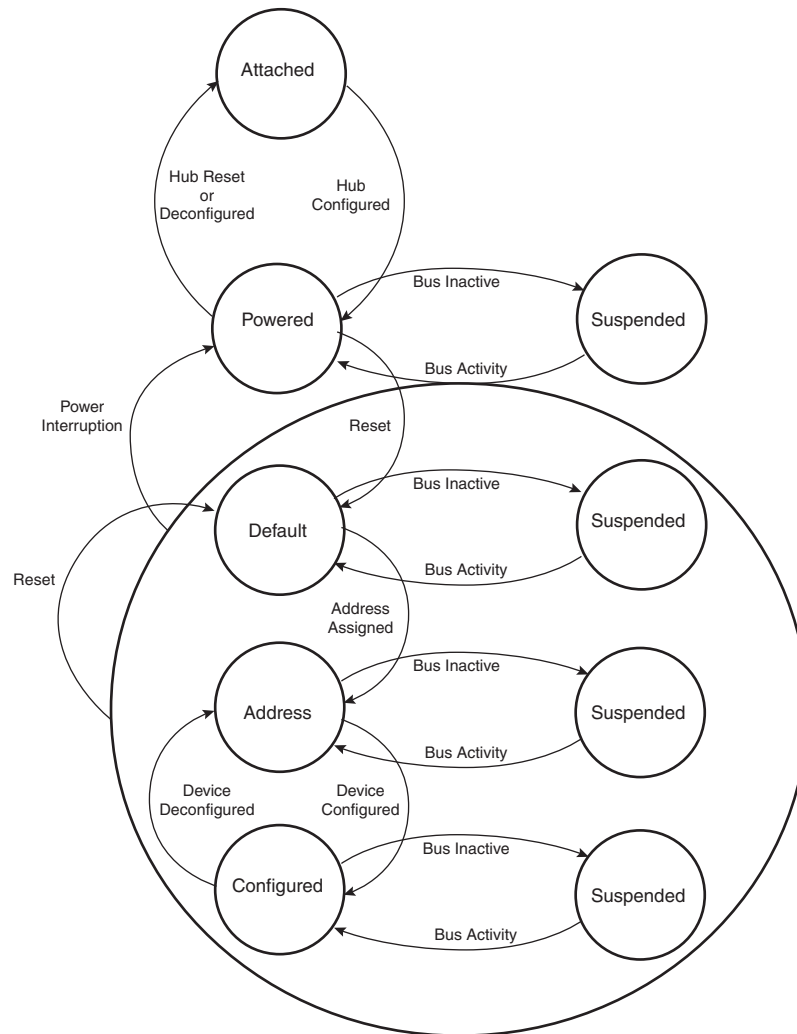 Attached
Hub Reset
or
Deconfigured
Hub
Configured
Powered
Bus Inactive
Suspended
Bus Activity
Power
Interruption
Reset
Default
Bus Inactive
Suspended
Bus Activity
Reset
Address
Assigned
Address
Bus Inactive
Suspended
Bus Activity
Device
Deconfigured
Device
Configured
Configured
Bus Inactive
Suspended
Bus Activity